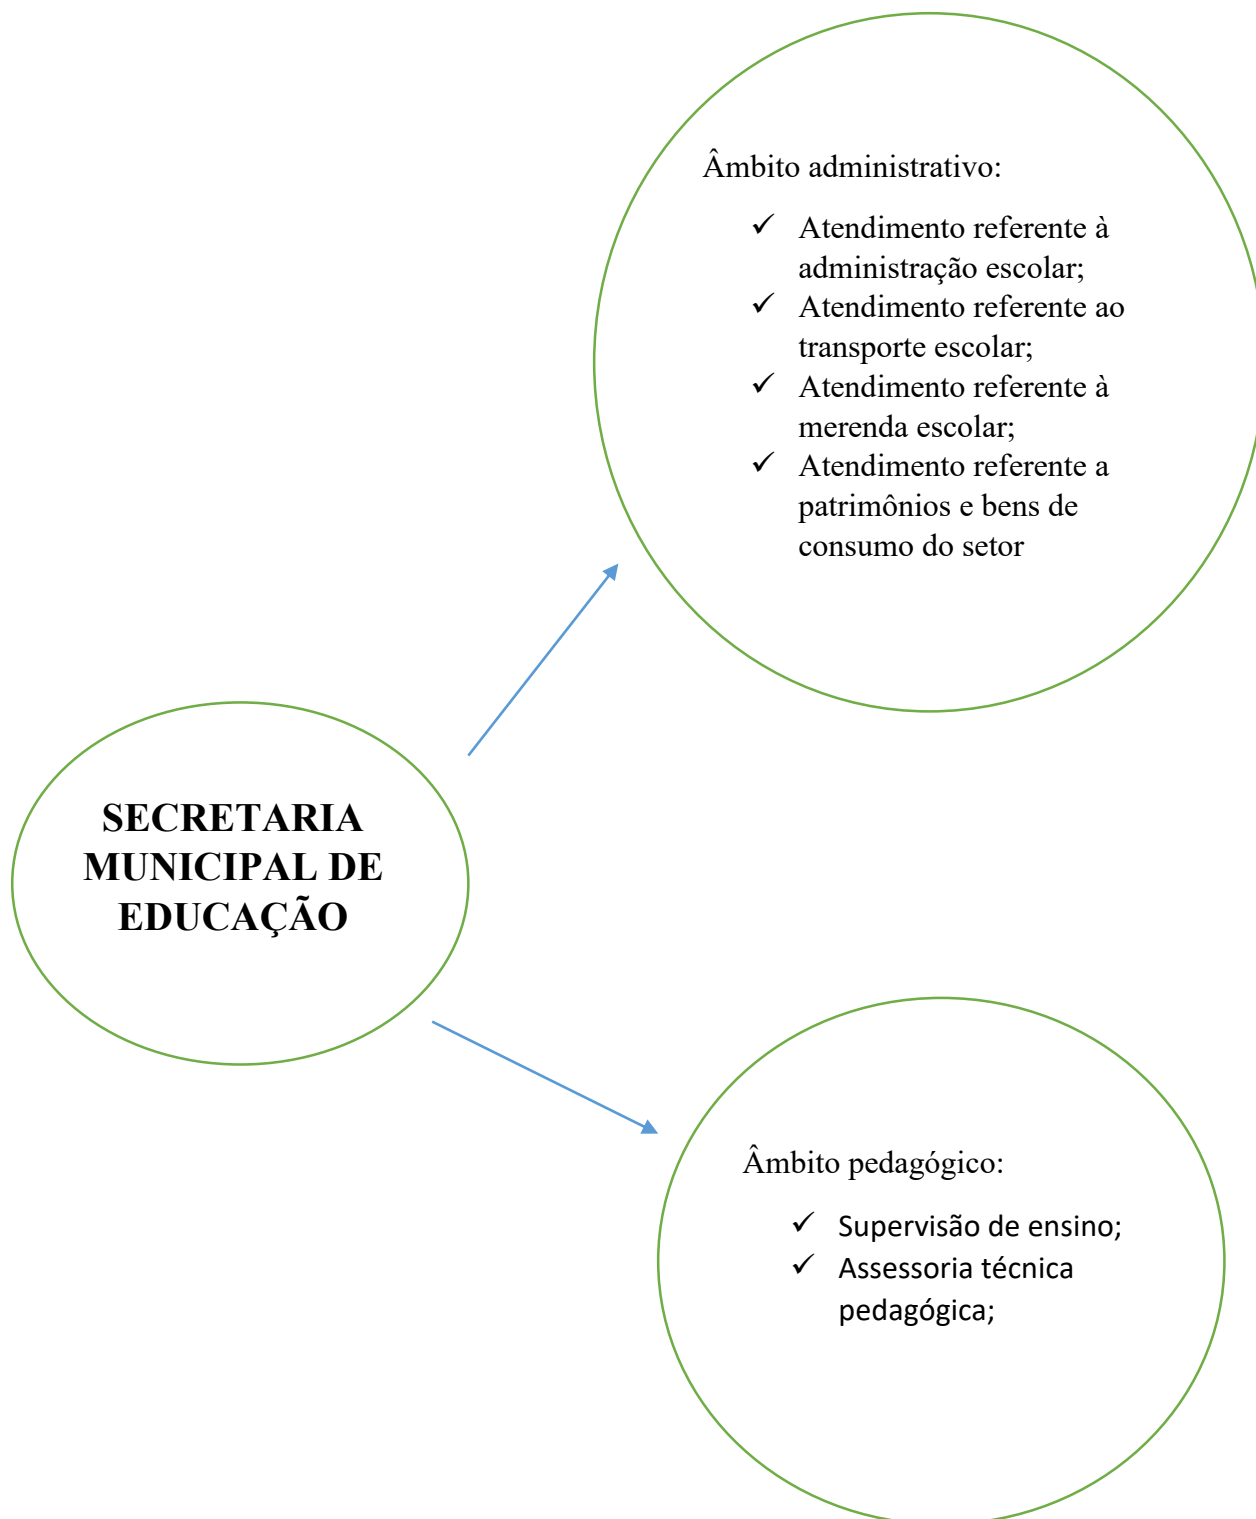 Âmbito administrativo:
✓ Atendimento referente à
administração escolar;
✓ Atendimento referente ao
transporte escolar;
✓ Atendimento referente à
merenda escolar;
✓ Atendimento referente a
patrimônios e bens de
consumo do setor
SECRETARIA
MUNICIPAL DE
EDUCAÇÃO
Âmbito pedagógico:
✓ Supervisão de ensino;
✓ Assessoria técnica
pedagógica;